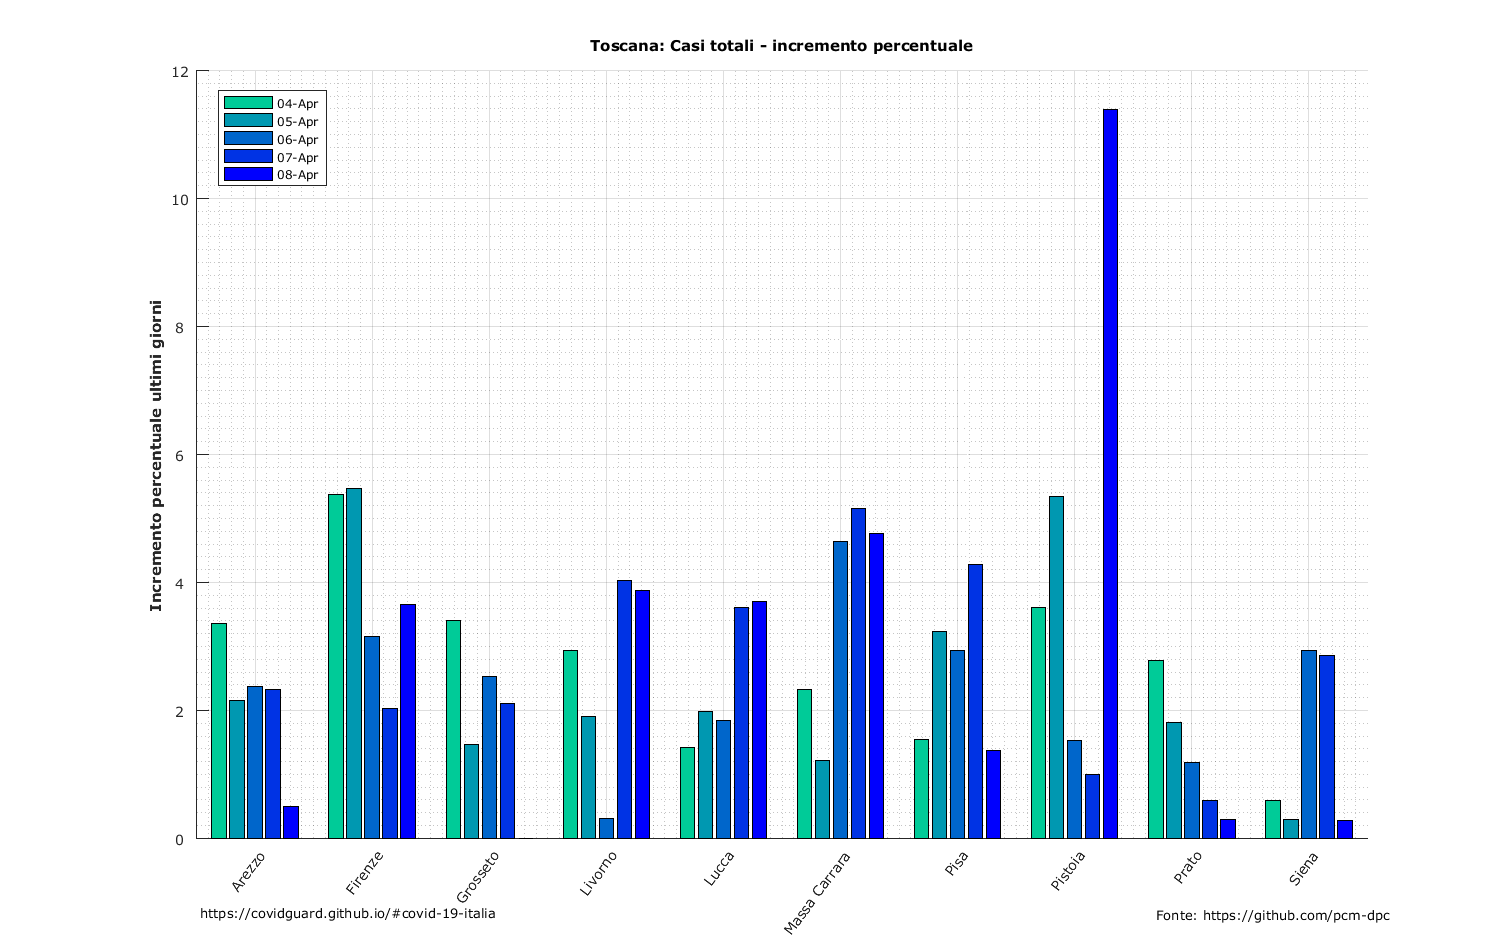 Toscana: Casi totali - incremento percentuale
12
10
8
6
4
2
0
Incremento percentuale ultimi giorni
04-Apr
05-Apr
06-Apr
07-Apr
08-Apr
Arezzo
Firenze
Grosseto
Livorno
Lucca
Massa Carrara
Pisa
Pistoia
Prato
Siena
https://covidguard.github.io/#covid-19-italia
Fonte: https://github.com/pcm-dpc